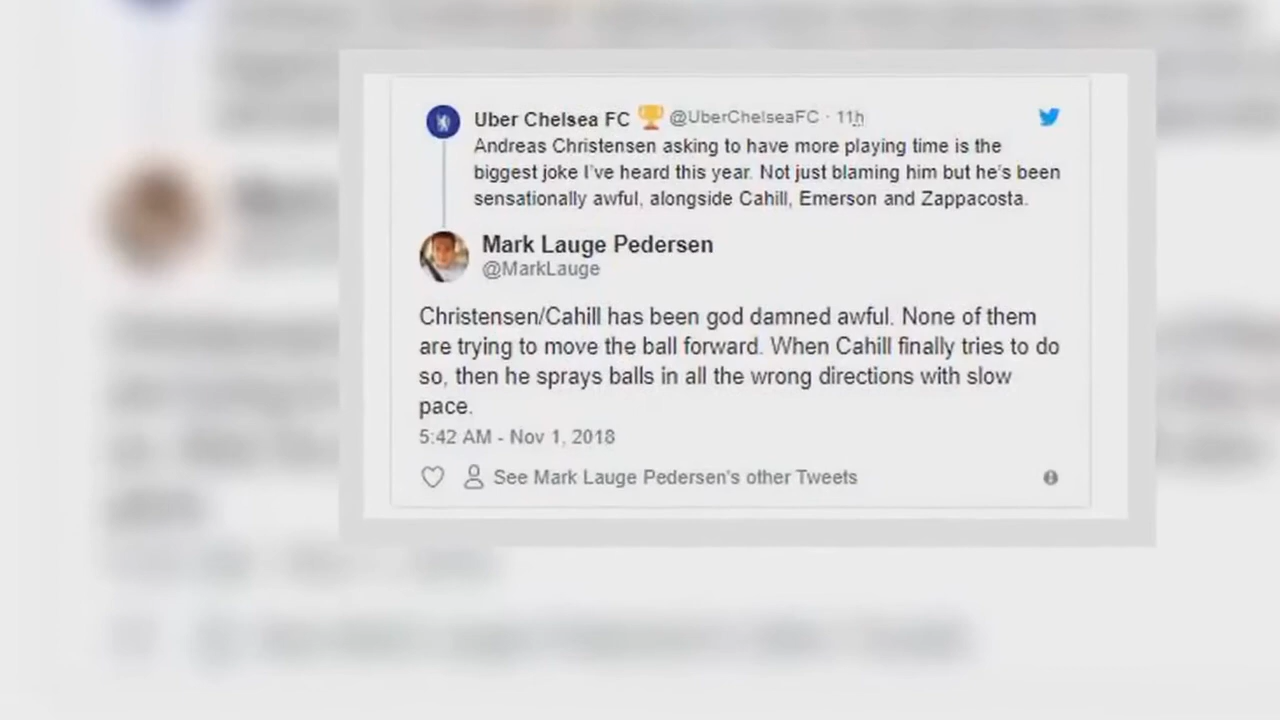 Uber Chelsea FC 🏆 @UberChelseaFC · 11h
Andreas Christensen asking to have more playing time is the
biggest joke I've heard this year. Not just blaming him but he's been
sensationally awful, alongside Cahill, Emerson and Zappacosta.
Mark Lauge Pedersen
@MarkLauge
Christensen/Cahill has been god damned awful. None of them
are trying to move the ball forward. When Cahill finally tries to do
so, then he sprays balls in all the wrong directions with slow
pace.
5:42 AM - Nov 1, 2018
See Mark Lauge Pedersen's other Tweets